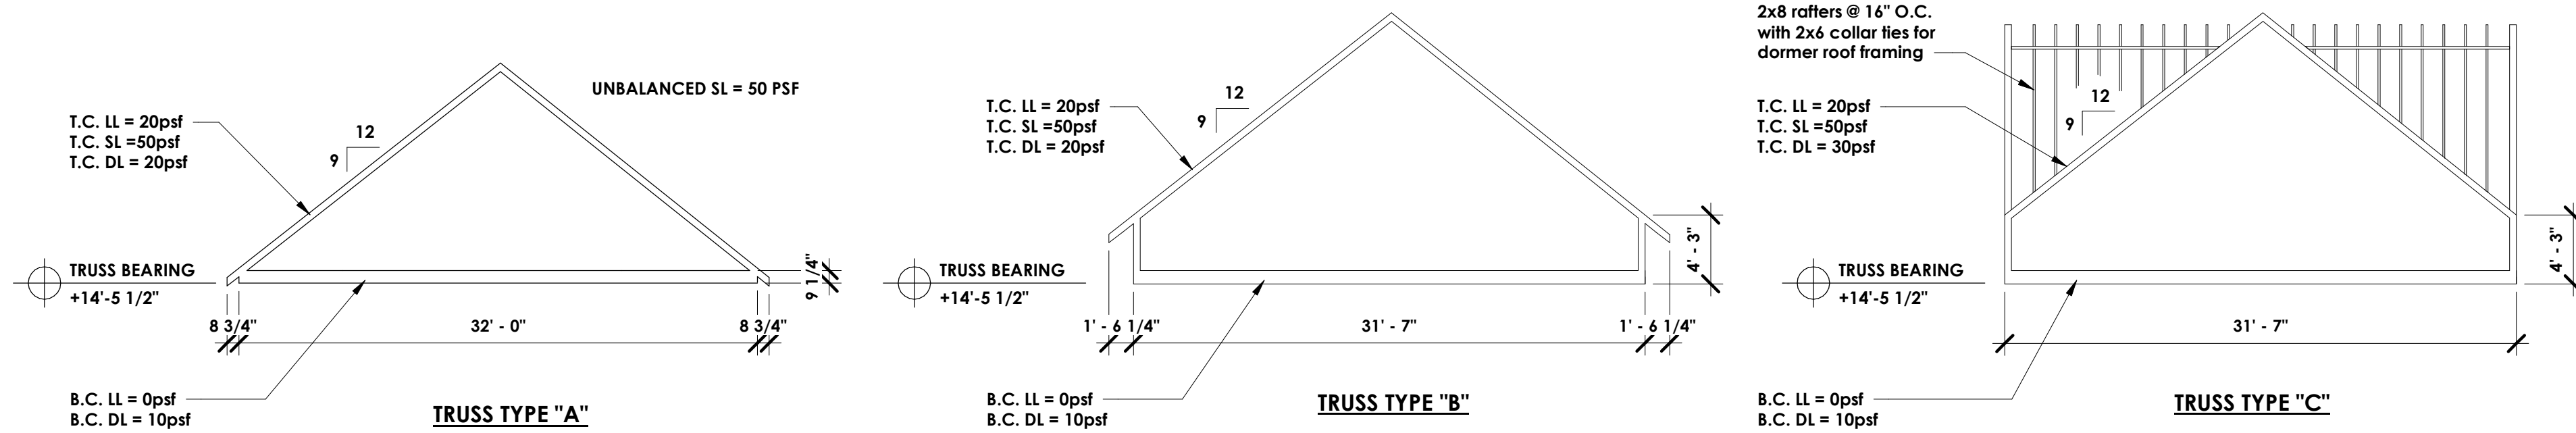 UNBALANCED SL = 50 PSF
T.C. LL = 20psf
T.C. SL =50psf
T.C. DL = 20psf
12
9
TRUSS BEARING
+14'-5 1/2"
9 1/4"
8 3/4"
32' - 0"
8 3/4"
B.C. LL = 0psf
B.C. DL = 10psf
TRUSS TYPE "A"
T.C. LL = 20psf
T.C. SL =50psf
T.C. DL = 20psf
12
9
TRUSS BEARING
+14'-5 1/2"
4' - 3"
1' - 6 1/4"
31' - 7"
1' - 6 1/4"
B.C. LL = 0psf
B.C. DL = 10psf
TRUSS TYPE "B"
2x8 rafters @ 16" O.C.
with 2x6 collar ties for
dormer roof framing
T.C. LL = 20psf
T.C. SL =50psf
T.C. DL = 30psf
12
9
TRUSS BEARING
+14'-5 1/2"
4' - 3"
31' - 7"
B.C. LL = 0psf
B.C. DL = 10psf
TRUSS TYPE "C"